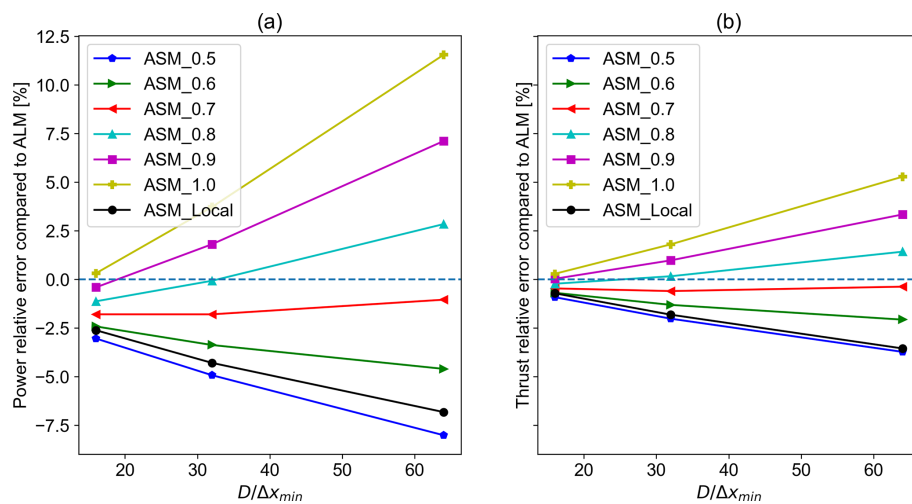 (a)
Power relative error compared to ALM [%]
12.5
10.0
7.5
5.0
2.5
0.0
−2.5
−5.0
−7.5
ASM_0.5
ASM_0.6
ASM_0.7
ASM_0.8
ASM_0.9
ASM_1.0
ASM_Local
20 30 40 50 60
D/Δx_min
(b)
Thrust relative error compared to ALM [%]
ASM_0.5
ASM_0.6
ASM_0.7
ASM_0.8
ASM_0.9
ASM_1.0
ASM_Local
20 30 40 50 60
D/Δx_min